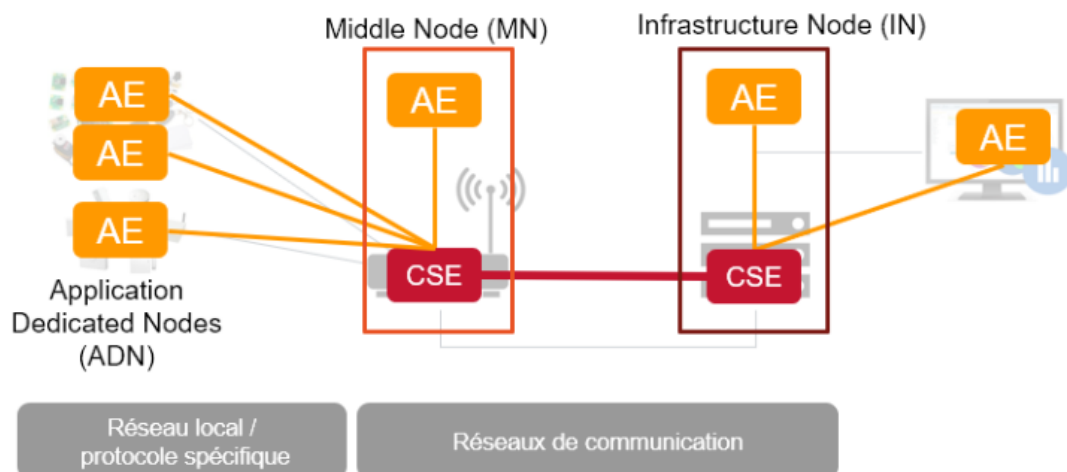 Middle Node (MN)
Infrastructure Node (IN)
AE
AE
AE
AE
AE
AE
CSE
CSE
Application
Dedicated Nodes
(ADN)
Réseau local /
protocole spécifique
Réseaux de communication